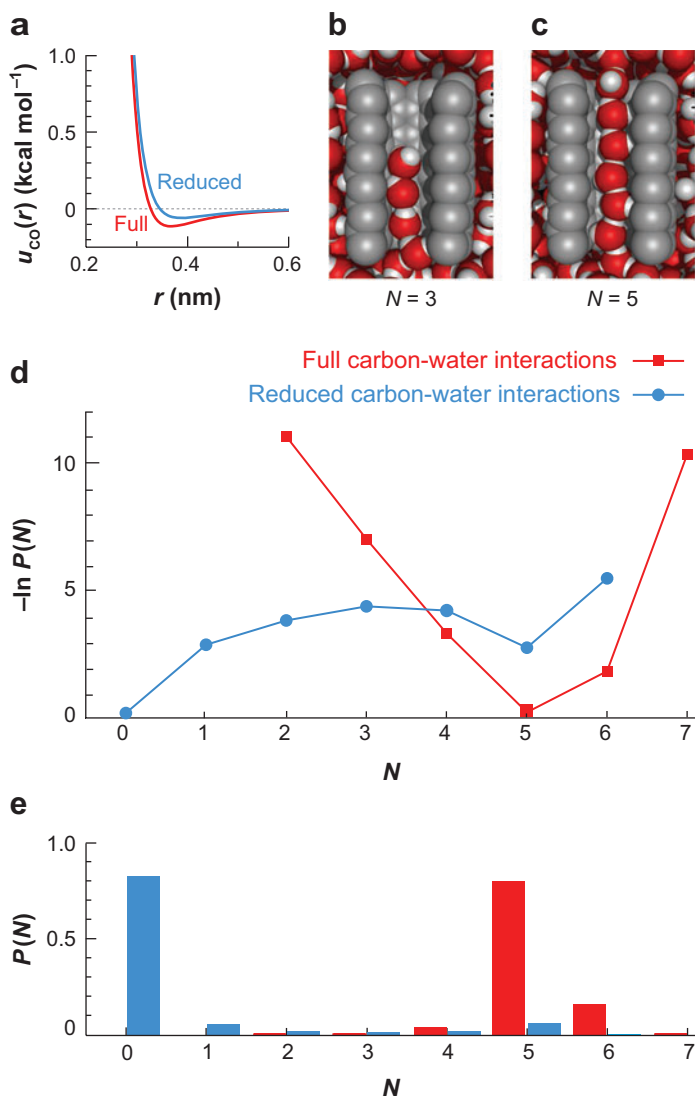 a
b
c
u_co(r) (kcal mol⁻¹)
1.0
0.5
0
Reduced
Full
0.2
0.4
0.6
r (nm)
N = 3
N = 5
d
Full carbon-water interactions
Reduced carbon-water interactions
–ln P(N)
10
5
0
0 1 2 3 4 5 6 7
N
e
P(N)
1.0
0.5
0
0 1 2 3 4 5 6 7
N